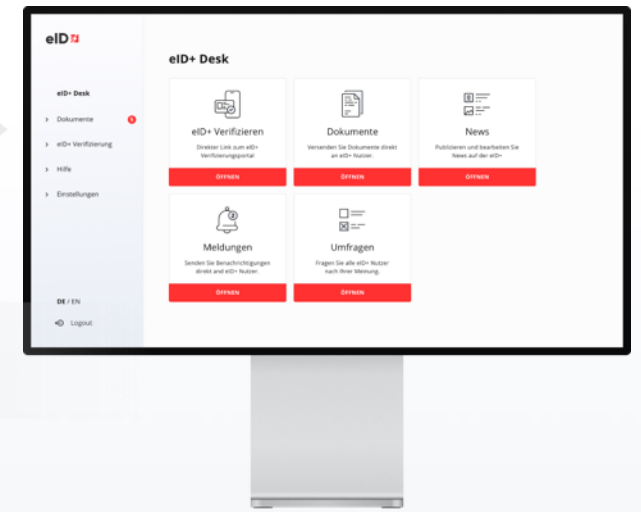 eID+
eID+ Desk
Dokumente
eID+ Verifizierung
Hilfe
Einstellungen
DE / EN
Logout
eID+ Desk
eID+ Verifizieren
Direkter Link zum eID+
Verifizierungsportal
ÖFFNEN
Dokumente
Versenden Sie Dokumente direkt
an eID+ Nutzer.
ÖFFNEN
News
Publizieren und bearbeiten Sie
News auf der eID+
ÖFFNEN
2
Meldungen
Senden Sie Benachrichtigungen
direkt and eID+ Nutzer.
ÖFFNEN
Umfragen
Fragen Sie alle eID+ Nutzer
nach Ihrer Meinung.
ÖFFNEN